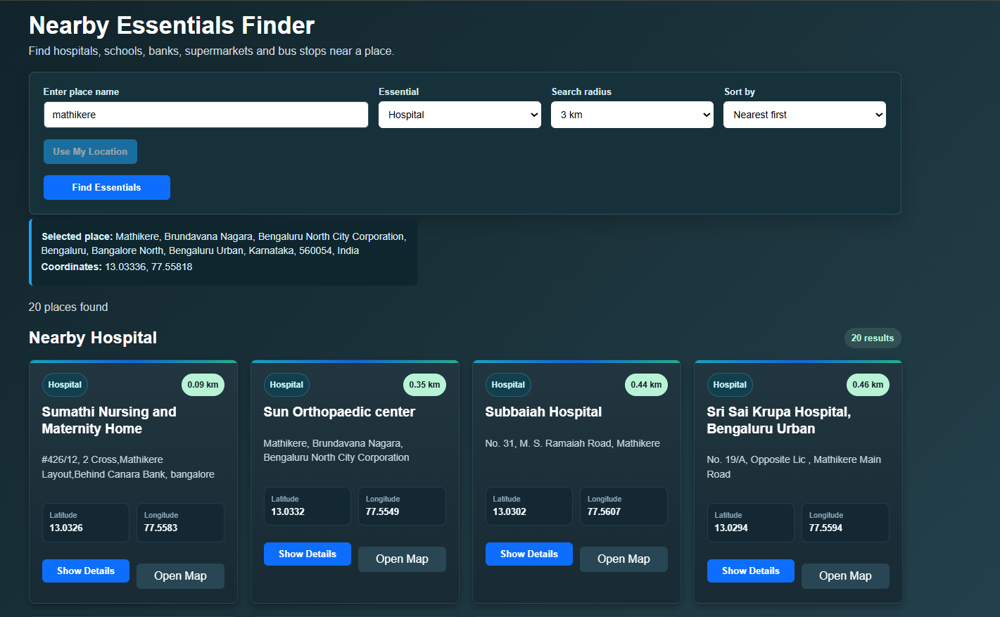 Nearby Essentials Finder
Find hospitals, schools, banks, supermarkets and bus stops near a place.
Enter place name
Essential
Search radius
Sort by
mathikere
Hospital
3 km
Nearest first
Use My Location
Find Essentials
Selected place: Mathikere, Brundavana Nagara, Bengaluru North City Corporation,
Bengaluru, Bangalore North, Bengaluru Urban, Karnataka, 560054, India
Coordinates: 13.03336, 77.55818
20 places found
Nearby Hospital
20 results
Hospital
0.09 km
Sumathi Nursing and
Maternity Home
#426/12, 2 Cross,Mathikere
Layout,Behind Canara Bank, bangalore
Latitude
13.0326
Longitude
77.5583
Show Details
Open Map
Hospital
0.35 km
Sun Orthopaedic center
Mathikere, Brundavana Nagara,
Bengaluru North City Corporation
Latitude
13.0332
Longitude
77.5549
Show Details
Open Map
Hospital
0.44 km
Subbaiah Hospital
No. 31, M. S. Ramaiah Road, Mathikere
Latitude
13.0302
Longitude
77.5607
Show Details
Open Map
Hospital
0.46 km
Sri Sai Krupa Hospital,
Bengaluru Urban
No. 19/A, Opposite Lic , Mathikere Main
Road
Latitude
13.0294
Longitude
77.5594
Show Details
Open Map